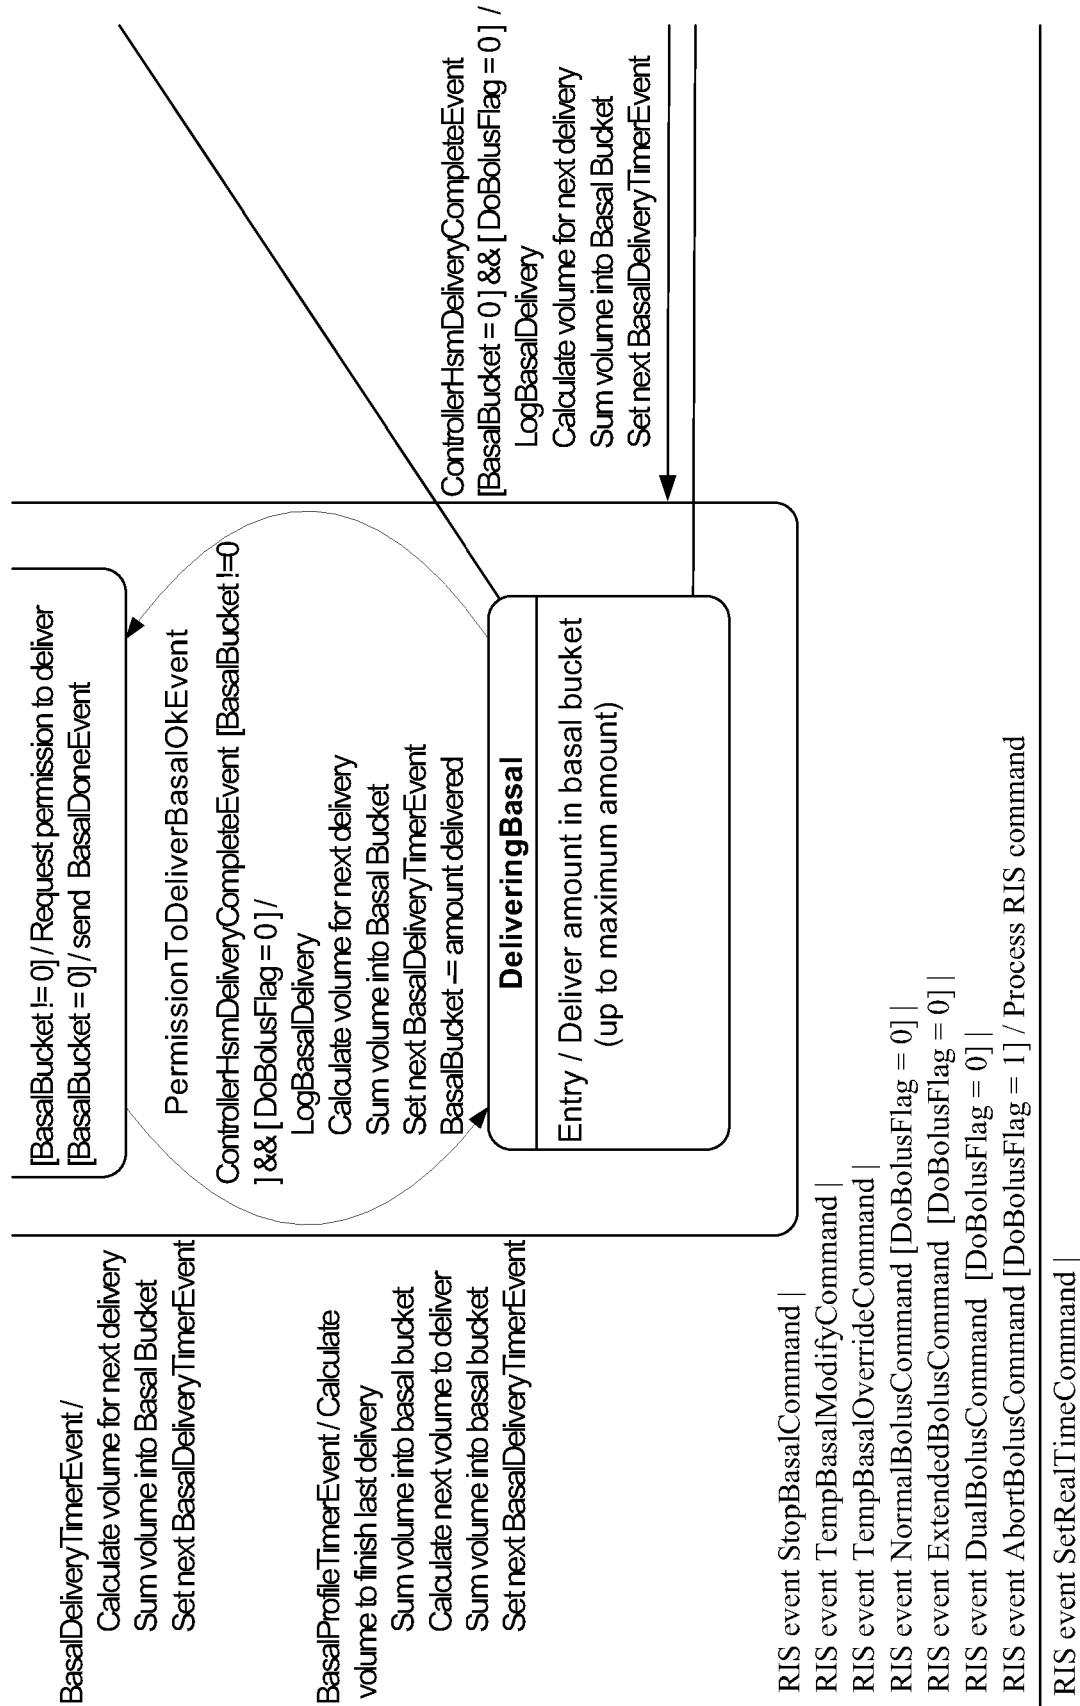 [BasalBucket != 0] / Request permission to deliver
[BasalBucket = 0] / send BasalDoneEvent
BasalDeliveryTimerEvent /
Calculate volume for next delivery
Sum volume into Basal Bucket
Set next BasalDeliveryTimerEvent
PermissionToDeliverBasalOkEvent
ControllerHsmDeliveryCompleteEvent [BasalBucket !=0
] && [ DoBolusFlag = 0 ] /
LogBasalDelivery
Calculate volume for next delivery
Sum volume into Basal Bucket
Set next BasalDeliveryTimerEvent
BasalBucket -= amount delivered
BasalProfileTimerEvent / Calculate
volume to finish last delivery
Sum volume into basal bucket
Calculate next volume to deliver
Sum volume into basal bucket
Set next BasalDeliveryTimerEvent
DeliveringBasal
Entry / Deliver amount in basal bucket
(up to maximum amount)
ControllerHsmDeliveryCompleteEvent
[BasalBucket = 0 ] && [ DoBolusFlag = 0 ] /
LogBasalDelivery
Calculate volume for next delivery
Sum volume into Basal Bucket
Set next BasalDeliveryTimerEvent
RIS event StopBasalCommand |
RIS event TempBasalModifyCommand |
RIS event TempBasalOverrideCommand |
RIS event NormalBolusCommand [DoBolusFlag = 0] |
RIS event ExtendedBolusCommand [DoBolusFlag = 0] |
RIS event DualBolusCommand [DoBolusFlag = 0] |
RIS event AbortBolusCommand [DoBolusFlag = 1] / Process RIS command
RIS event SetRealTimeCommand |